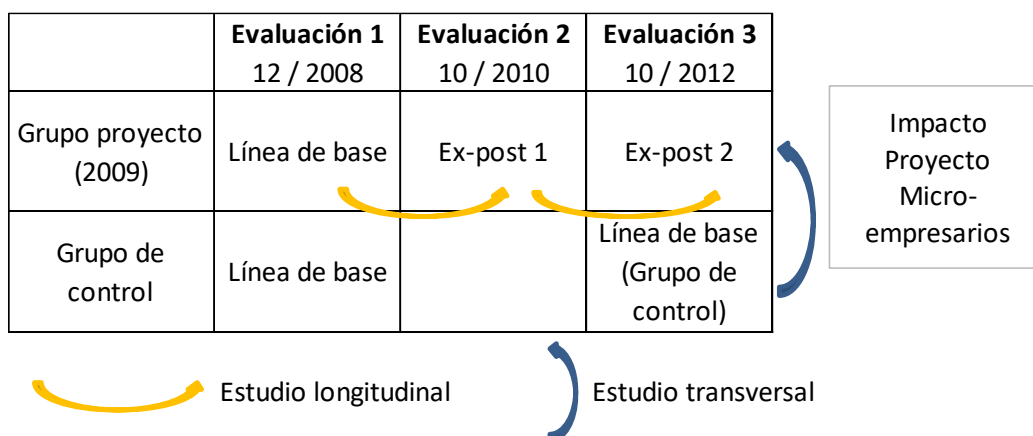 Evaluación 1 Evaluación 2 Evaluación 3
12 / 2008 10 / 2010 10 / 2012
Grupo proyecto
(2009)
Línea de base
Ex-post 1
Ex-post 2
Grupo de
control
Línea de base
Línea de base
(Grupo de
control)
Impacto
Proyecto
Micro-
empresarios
Estudio longitudinal
Estudio transversal